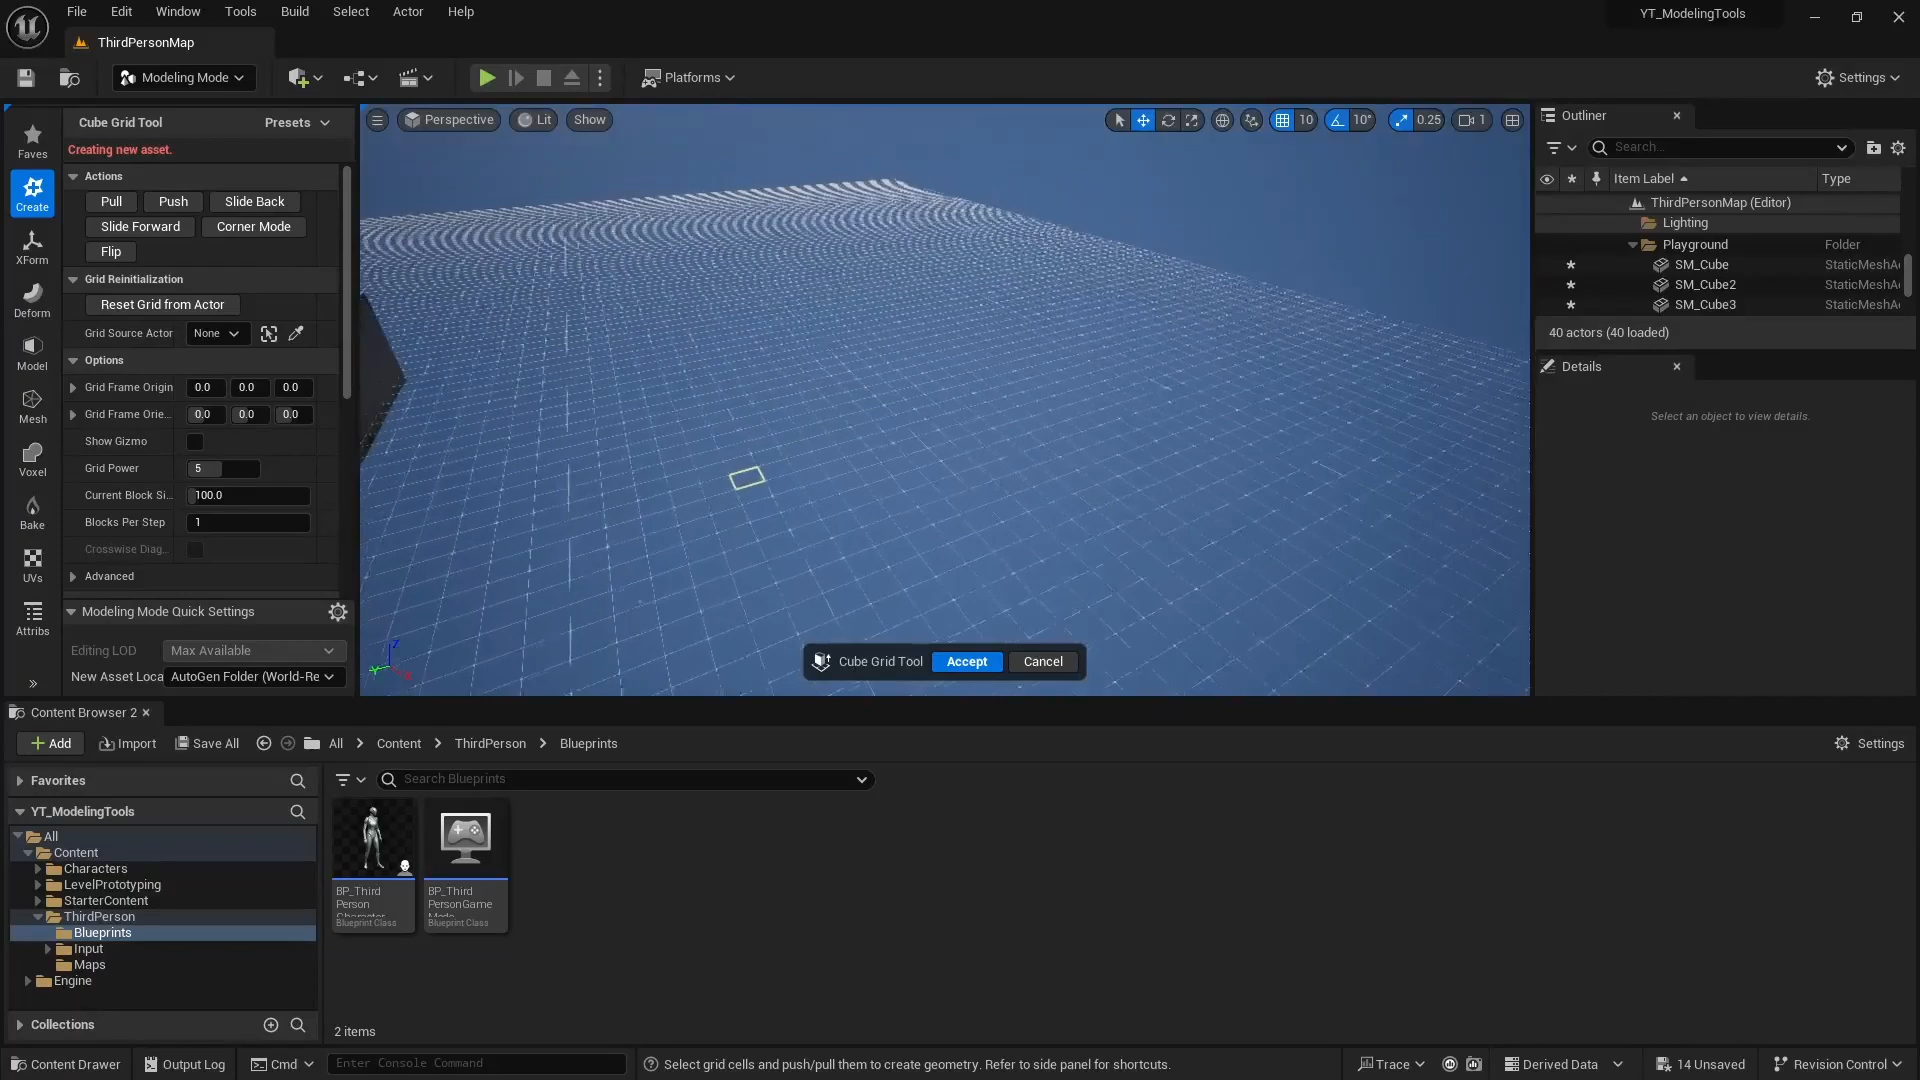 File Edit Window Tools Build Select Actor Help
YT_ModelingTools
ThirdPersonMap
Modeling Mode
Platforms
Settings
Faves
Create
XForm
Deform
Model
Mesh
Voxel
Bake
UVs
Attribs
Cube Grid Tool
Presets
Creating new asset.
Actions
Pull Push Slide Back
Slide Forward Corner Mode
Flip
Grid Reinitialization
Reset Grid from Actor
Grid Source Actor None
Options
Grid Frame Origin 0.0 0.0 0.0
Grid Frame Orie... 0.0 0.0 0.0
Show Gizmo
Grid Power 5
Current Block Si... 100.0
Blocks Per Step 1
Crosswise Diag...
Advanced
Modeling Mode Quick Settings
Editing LOD Max Available
New Asset Loca AutoGen Folder (World-Re
Perspective Lit Show
10 10° 0.25 1
Z
Cube Grid Tool Accept Cancel
Outliner
Search...
Item Label Type
ThirdPersonMap (Editor)
Lighting
Playground Folder
SM_Cube StaticMeshA
SM_Cube2 StaticMeshA
SM_Cube3 StaticMeshA
40 actors (40 loaded)
Details
Select an object to view details.
Content Browser 2
Add Import Save All All Content ThirdPerson Blueprints
Settings
Favorites
YT_ModelingTools
All
Content
Characters
LevelPrototyping
StarterContent
ThirdPerson
Blueprints
Input
Maps
Engine
Collections
Search Blueprints
BP_Third
Person
Blueprint Class
BP_Third
PersonGame
Blueprint Class
2 items
Content Drawer Output Log Cmd Enter Console Command Select grid cells and push/pull them to create geometry. Refer to side panel for shortcuts. Trace Derived Data 14 Unsaved Revision Control